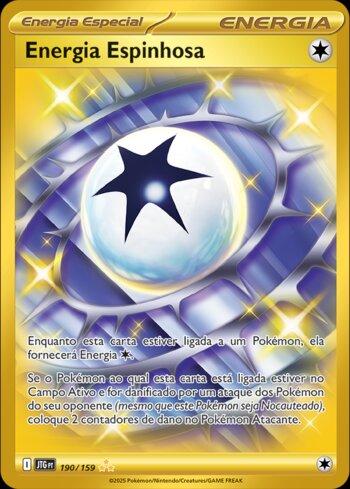 Energia Especial ENERGIA
Energia Espinhosa
Enquanto esta carta estiver ligada a um Pokémon, ela
fornecerá Energia.
Se o Pokémon ao qual esta carta está ligada estiver no
Campo Ativo e for danificado por um ataque dos Pokémon
do seu oponente (mesmo que este Pokémon seja Nocauteado),
coloque 2 contadores de dano no Pokémon Atacante.
I JTG PT 190/159
©2025 Pokémon/Nintendo/Creatures/GAME FREAK